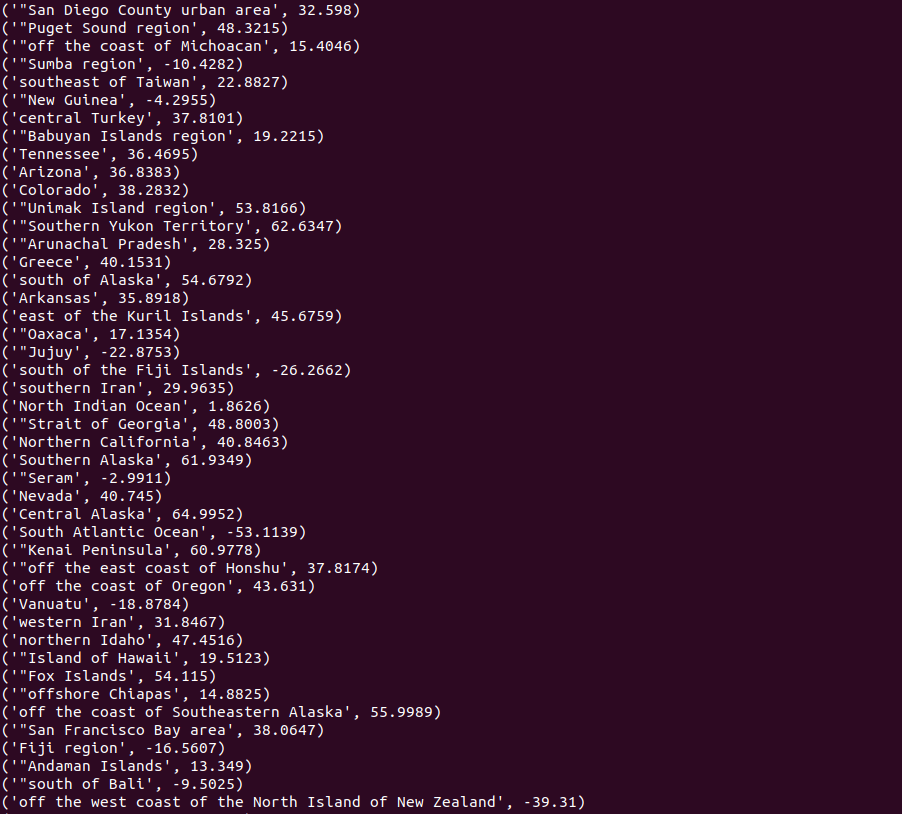 ('"San Diego County urban area', 32.598)
('"Puget Sound region', 48.3215)
('"off the coast of Michoacan', 15.4046)
('"Sumba region', -10.4282)
('southeast of Taiwan', 22.8827)
('"New Guinea', -4.2955)
('central Turkey', 37.8101)
('"Babuyan Islands region', 19.2215)
('Tennessee', 36.4695)
('Arizona', 36.8383)
('Colorado', 38.2832)
('"Unimak Island region', 53.8166)
('"Southern Yukon Territory', 62.6347)
('"Arunachal Pradesh', 28.325)
('Greece', 40.1531)
('south of Alaska', 54.6792)
('Arkansas', 35.8918)
('east of the Kuril Islands', 45.6759)
('"Oaxaca', 17.1354)
('"Jujuy', -22.8753)
('south of the Fiji Islands', -26.2662)
('southern Iran', 29.9635)
('North Indian Ocean', 1.8626)
('"Strait of Georgia', 48.8003)
('Northern California', 40.8463)
('Southern Alaska', 61.9349)
('"Seram', -2.9911)
('Nevada', 40.745)
('Central Alaska', 64.9952)
('South Atlantic Ocean', -53.1139)
('"Kenai Peninsula', 60.9778)
('"off the east coast of Honshu', 37.8174)
('off the coast of Oregon', 43.631)
('Vanuatu', -18.8784)
('western Iran', 31.8467)
('northern Idaho', 47.4516)
('"Island of Hawaii', 19.5123)
('"Fox Islands', 54.115)
('"offshore Chiapas', 14.8825)
('off the coast of Southeastern Alaska', 55.9989)
('"San Francisco Bay area', 38.0647)
('Fiji region', -16.5607)
('"Andaman Islands', 13.349)
('"south of Bali', -9.5025)
('off the west coast of the North Island of New Zealand', -39.31)